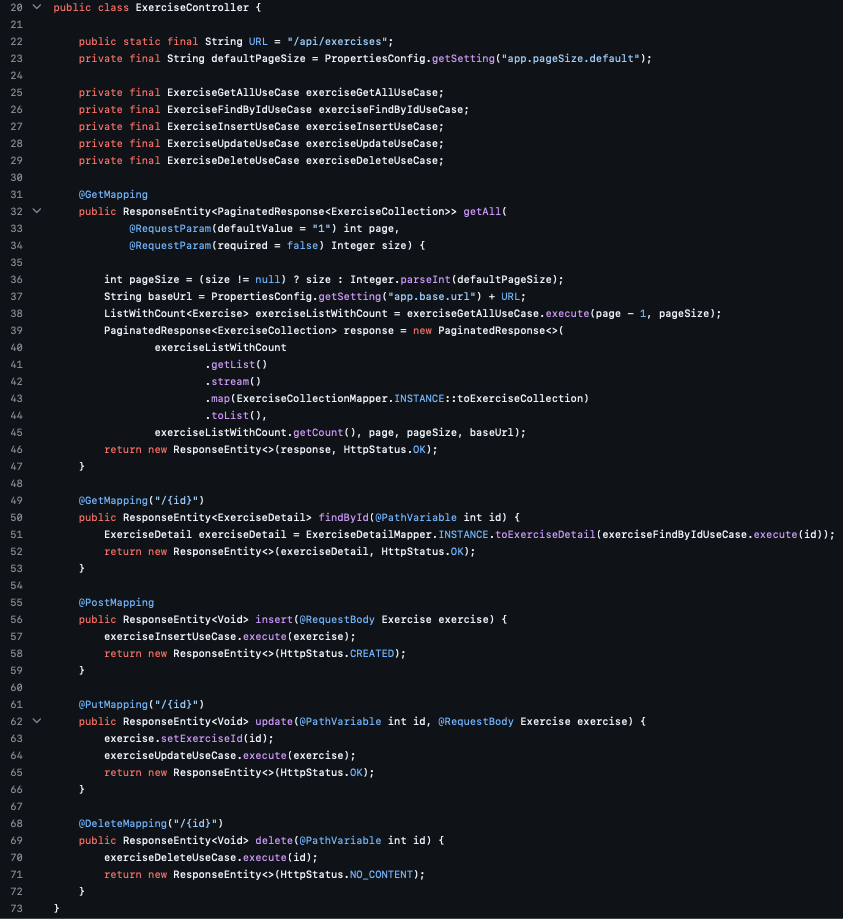 20 public class ExerciseController {
21
22     public static final String URL = "/api/exercises";
23     private final String defaultPageSize = PropertiesConfig.getSetting("app.pageSize.default");
24
25     private final ExerciseGetAllUseCase exerciseGetAllUseCase;
26     private final ExerciseFindByIdUseCase exerciseFindByIdUseCase;
27     private final ExerciseInsertUseCase exerciseInsertUseCase;
28     private final ExerciseUpdateUseCase exerciseUpdateUseCase;
29     private final ExerciseDeleteUseCase exerciseDeleteUseCase;
30
31     @GetMapping
32     public ResponseEntity<PaginatedResponse<ExerciseCollection>> getAll(
33             @RequestParam(defaultValue = "1") int page,
34             @RequestParam(required = false) Integer size) {
35
36         int pageSize = (size != null) ? size : Integer.parseInt(defaultPageSize);
37         String baseUrl = PropertiesConfig.getSetting("app.base.url") + URL;
38         ListWithCount<Exercise> exerciseListWithCount = exerciseGetAllUseCase.execute(page - 1, pageSize);
39         PaginatedResponse<ExerciseCollection> response = new PaginatedResponse<>(
40                 exerciseListWithCount
41                         .getList()
42                         .stream()
43                         .map(ExerciseCollectionMapper.INSTANCE::toExerciseCollection)
44                         .toList(),
45                 exerciseListWithCount.getCount(), page, pageSize, baseUrl);
46         return new ResponseEntity<>(response, HttpStatus.OK);
47     }
48
49     @GetMapping("/{id}")
50     public ResponseEntity<ExerciseDetail> findById(@PathVariable int id) {
51         ExerciseDetail exerciseDetail = ExerciseDetailMapper.INSTANCE.toExerciseDetail(exerciseFindByIdUseCase.execute(id));
52         return new ResponseEntity<>(exerciseDetail, HttpStatus.OK);
53     }
54
55     @PostMapping
56     public ResponseEntity<Void> insert(@RequestBody Exercise exercise) {
57         exerciseInsertUseCase.execute(exercise);
58         return new ResponseEntity<>(HttpStatus.CREATED);
59     }
60
61     @PutMapping("/{id}")
62     public ResponseEntity<Void> update(@PathVariable int id, @RequestBody Exercise exercise) {
63         exercise.setExerciseId(id);
64         exerciseUpdateUseCase.execute(exercise);
65         return new ResponseEntity<>(HttpStatus.OK);
66     }
67
68     @DeleteMapping("/{id}")
69     public ResponseEntity<Void> delete(@PathVariable int id) {
70         exerciseDeleteUseCase.execute(id);
71         return new ResponseEntity<>(HttpStatus.NO_CONTENT);
72     }
73 }